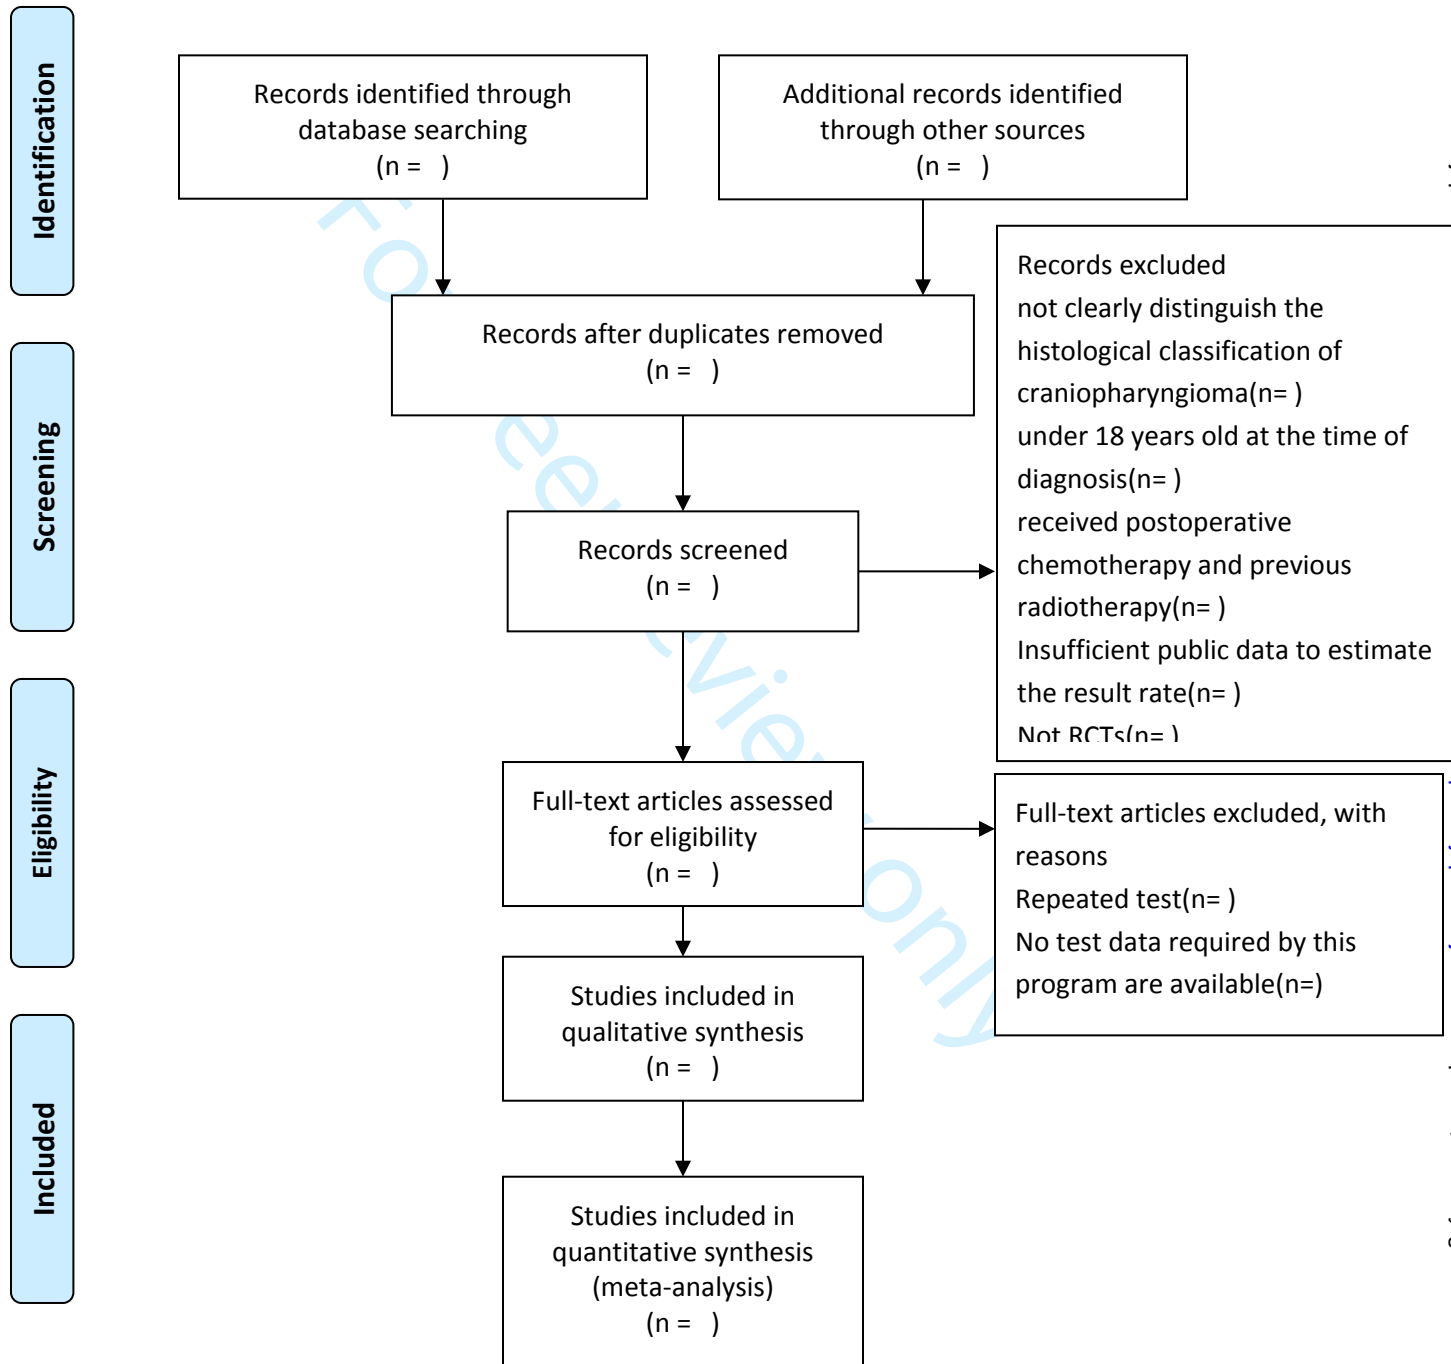 Identification
Records identified through
database searching
(n =   )
Additional records identified
through other sources
(n =   )
Records after duplicates removed
(n =   )
Screening
Records screened
(n =   )
Records excluded
not clearly distinguish the
histological classification of
craniopharyngioma(n= )
under 18 years old at the time of
diagnosis(n= )
received postoperative
chemotherapy and previous
radiotherapy(n= )
Insufficient public data to estimate
the result rate(n= )
Not RCTs(n= )
Eligibility
Full-text articles assessed
for eligibility
(n =   )
Full-text articles excluded, with
reasons
Repeated test(n= )
No test data required by this
program are available(n=)
Studies included in
qualitative synthesis
(n =   )
Included
Studies included in
quantitative synthesis
(meta-analysis)
(n =   )